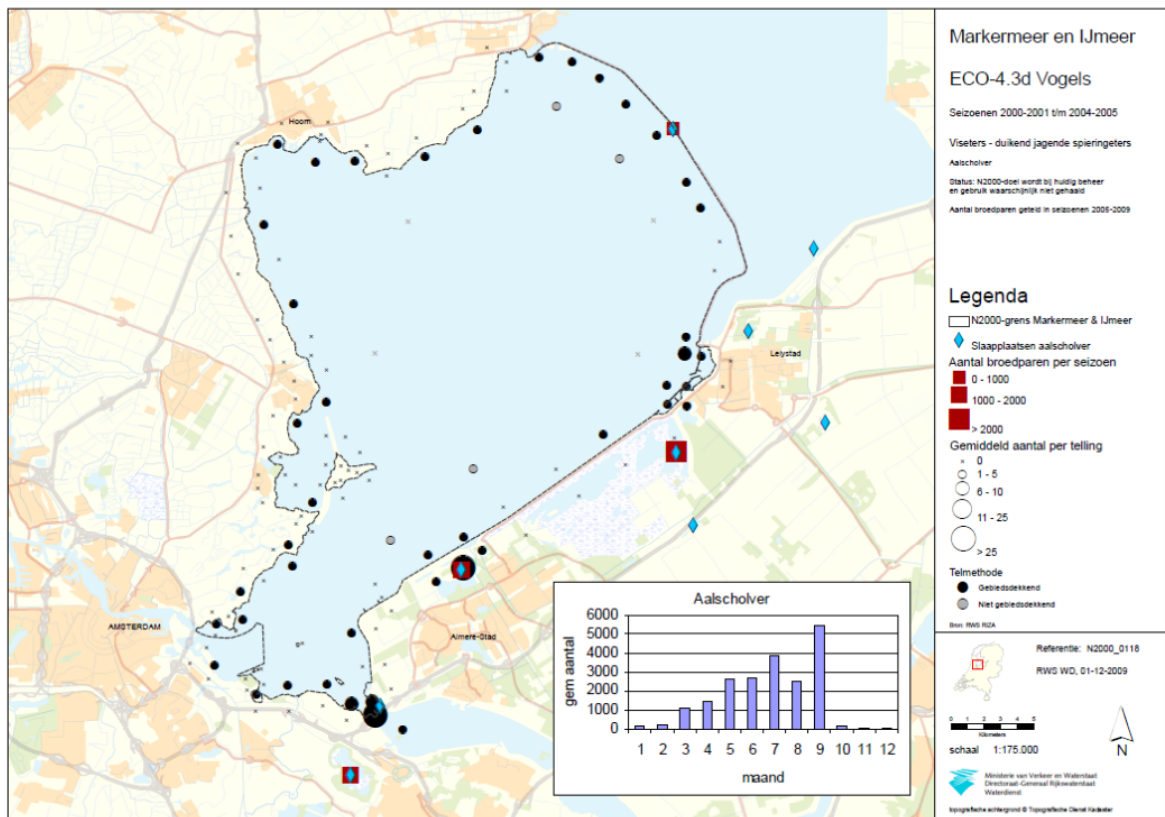 Markermeer en IJmeer
ECO-4.3d Vogels
Seizoenen 2000-2001 t/m 2004-2005
Viseters - duikend jagende spieringeters
Aalscholver
Status: N2000-doel wordt bij huidig beheer
en gebruik waarschijnlijk niet gehaald
Aantal broedparen geteld in seizoenen 2005-2009
Legenda
N2000-grens Markermeer & IJmeer
Slaapplaatsen aalscholver
Aantal broedparen per seizoen
0 - 1000
1000 - 2000
> 2000
Gemiddeld aantal per telling
0
1 - 5
6 - 10
11 - 25
> 25
Telmethode
Gebiedsdekkend
Niet gebiedsdekkend
Bron: RWS RIZA
Referentie: N2000_0118
RWS WD, 01-12-2009
0 1 2 3 4 5
Kilometers
schaal 1:175.000
N
Ministerie van Verkeer en Waterstaat
Directoraat-Generaal Rijkswaterstaat
Waterdienst
topografische achtergrond © Topografische Dienst Kadaster
Hoorn
Lelystad
AMSTERDAM
Almere-Stad
Aalscholver
gem aantal
6000
5000
4000
3000
2000
1000
0
1 2 3 4 5 6 7 8 9 10 11 12
maand